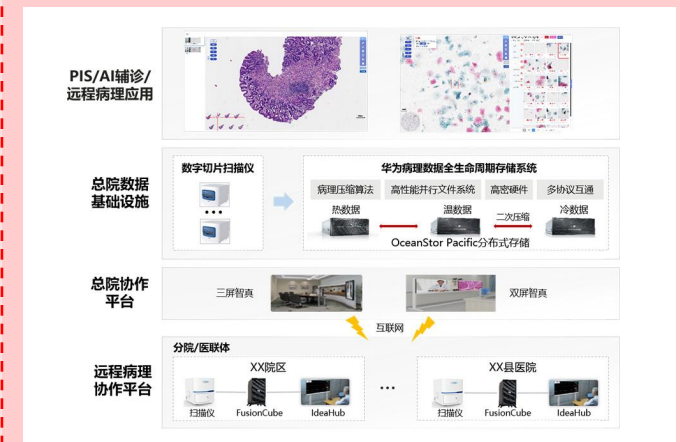 PIS/AI辅诊/
远程病理应用
总院数据
基础设施
数字切片扫描仪
华为病理数据全生命周期存储系统
病理压缩算法
高性能并行文件系统
高密硬件
多协议互通
热数据
温数据
二次压缩
冷数据
OceanStor Pacific分布式存储
总院协作
平台
三屏智真
双屏智真
互联网
远程病理
协作平台
分院/医联体
XX院区
扫描仪
FusionCube
IdeaHub
...
XX县医院
扫描仪
FusionCube
IdeaHub